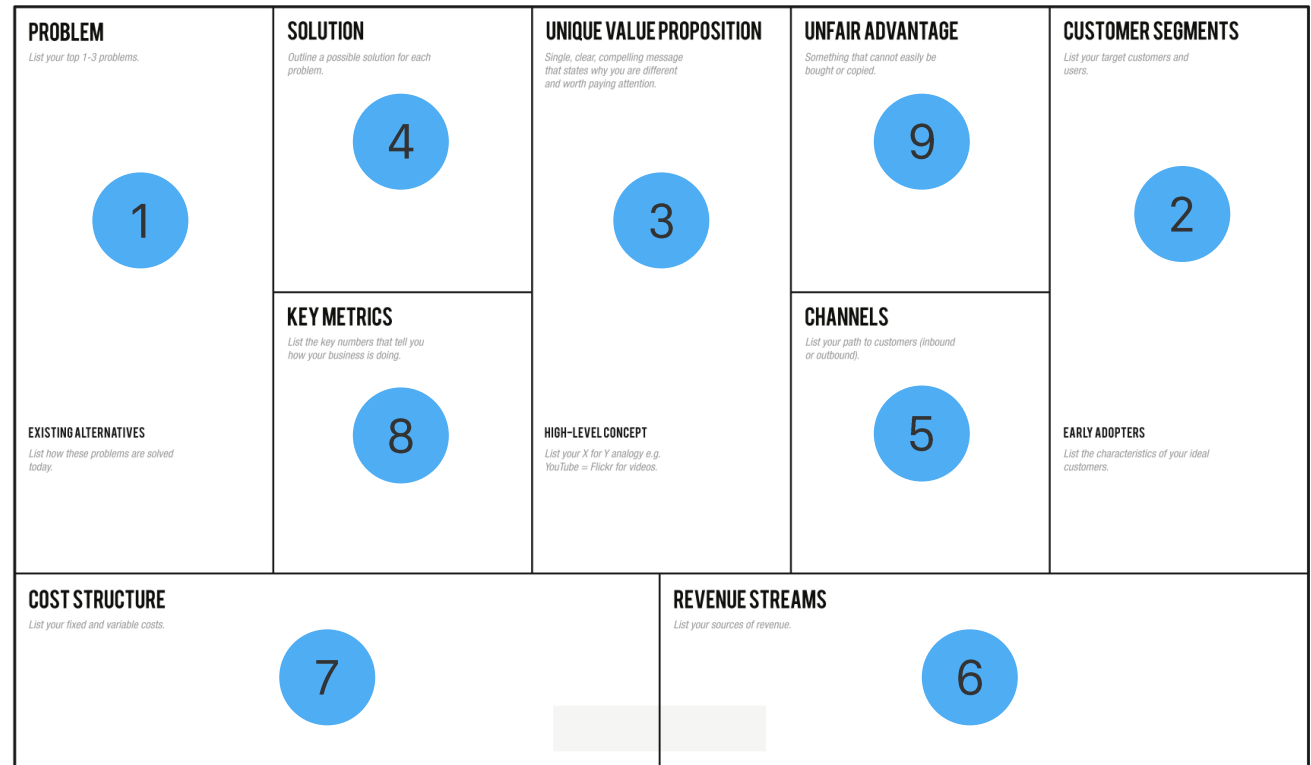 PROBLEM
List your top 1-3 problems.
1
EXISTING ALTERNATIVES
List how these problems are solved
today.
SOLUTION
Outline a possible solution for each
problem.
4
KEY METRICS
List the key numbers that tell you
how your business is doing.
8
UNIQUE VALUE PROPOSITION
Single, clear, compelling message
that states why you are different
and worth paying attention.
3
HIGH-LEVEL CONCEPT
List your X for Y analogy e.g.
YouTube = Flickr for videos.
UNFAIR ADVANTAGE
Something that cannot easily be
bought or copied.
9
CHANNELS
List your path to customers (inbound
or outbound).
5
CUSTOMER SEGMENTS
List your target customers and
users.
2
EARLY ADOPTERS
List the characteristics of your ideal
customers.
COST STRUCTURE
List your fixed and variable costs.
7
REVENUE STREAMS
List your sources of revenue.
6